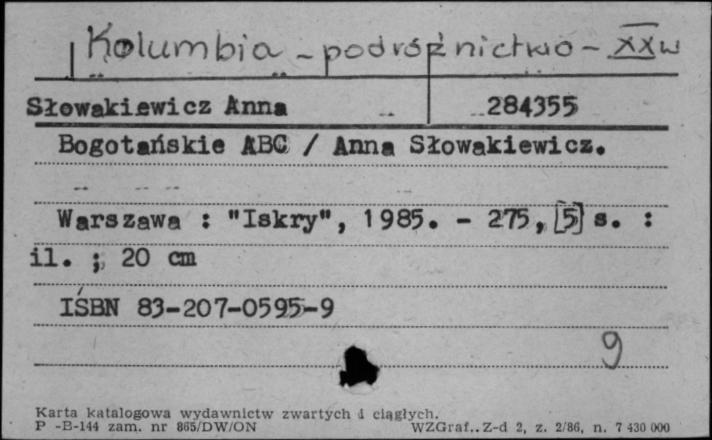 Kolumbia - podróżnictwo - XXw
Słowakiewicz Anna 284355
Bogotańskie ABC / Anna Słowakiewicz.
Warszawa : "Iskry", 1985. - 275, [5] s. :
il. ; 20 cm
ISBN 83-207-0595-9
9
Karta katalogowa wydawnictw zwartych i ciągłych.
P -B-144 zam. nr 865/DW/ON WZGraf.. Z-d 2, z. 2/86, n. 7 430 000